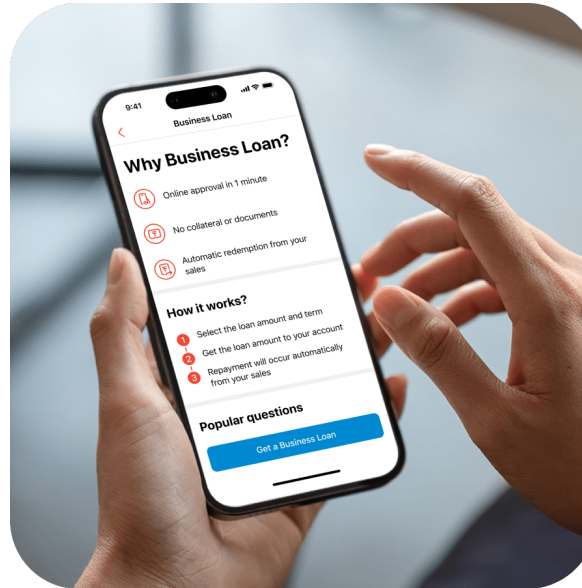 9:41
Business Loan
Why Business Loan?
Online approval in 1 minute
No collateral or documents
Automatic redemption from your
sales
How it works?
1 Select the loan amount and term
2 Get the loan amount to your account
3 Repayment will occur automatically
from your sales
Popular questions
Get a Business Loan